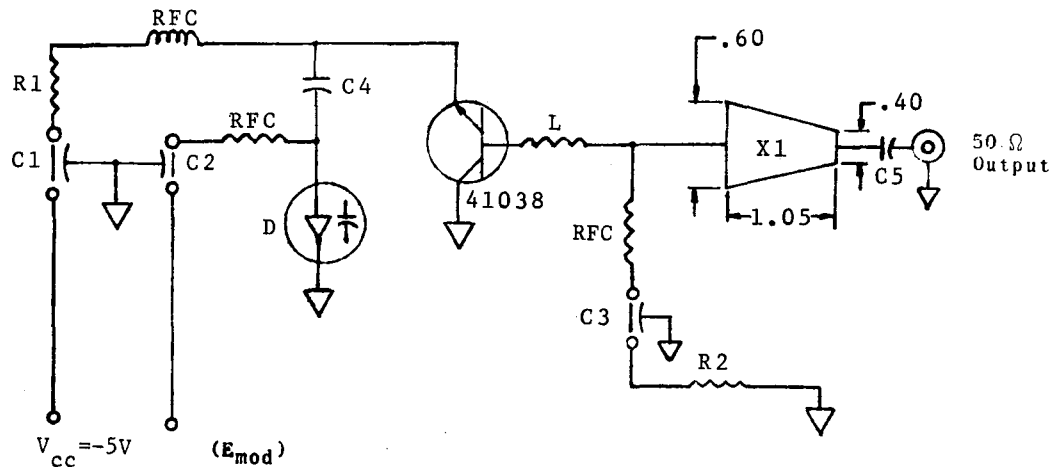 RFC
R1
C4
RFC
C1
C2
D
41038
L
.60
.40
X1
C5
50 Ω
Output
1.05
RFC
C3
R2
Vcc=-5V
(Emod)